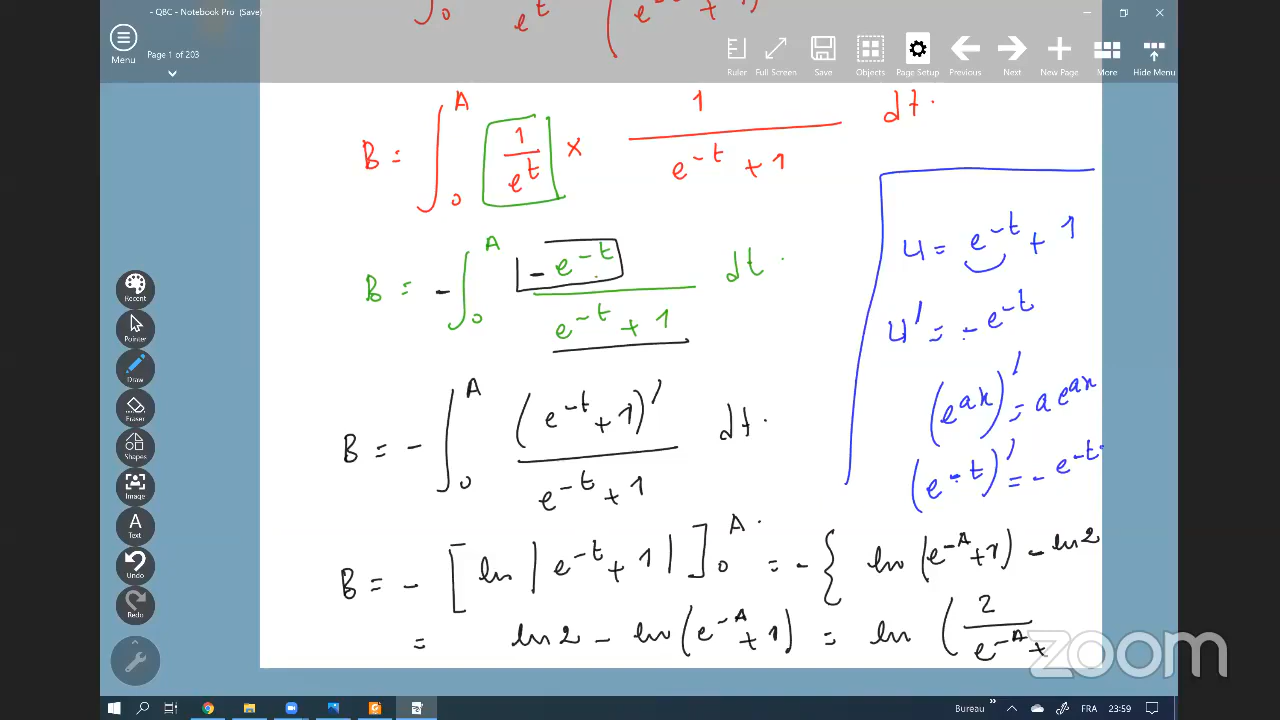 - QBC - Notebook Pro (Save)
Menu
Page 1 of 203
Ruler Full Screen Save Objects Page Setup Previous Next New Page More Hide Menu
∫₀ e^t
B = ∫₀^A 1/e^t × 1/(e^-t + 1) dt.
B = - ∫₀^A - e^-t/(e^-t + 1) dt.
B = - ∫₀^A (e^-t + 1)'/(e^-t + 1) dt.
B = - [ln |e^-t + 1|]₀^A = - { ln (e^-A + 1) - ln 2
= ln 2 - ln (e^-A + 1) = ln (2/(e^-A +
u = e^-t + 1
u' = - e^-t
(e^ax)' = a e^ax
(e^-t)' = - e^-t
Recent
Pointer
Draw
Eraser
Shapes
Image
Text
Undo
Redo
zoom
Bureau
FRA
23:59